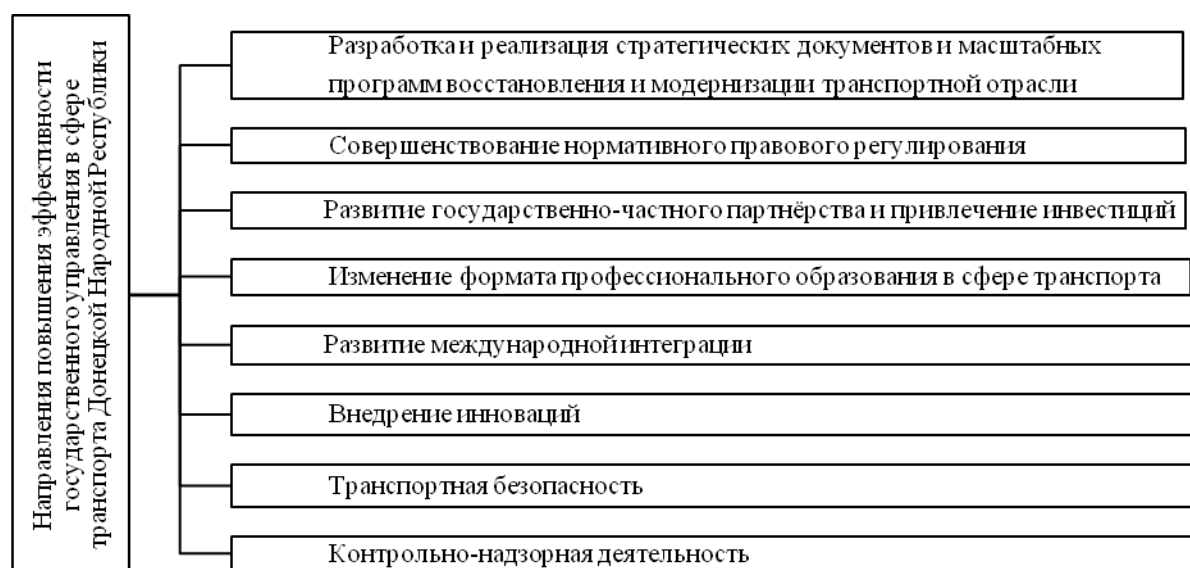 Направления повышения эффективности
государственного управления в сфере
транспорта Донецкой Народной Республики
Разработка и реализация стратегических документов и масштабных
программ восстановления и модернизации транспортной отрасли
Совершенствование нормативного правового регулирования
Развитие государственно-частного партнёрства и привлечение инвестиций
Изменение формата профессионального образования в сфере транспорта
Развитие международной интеграции
Внедрение инноваций
Транспортная безопасность
Контрольно-надзорная деятельность